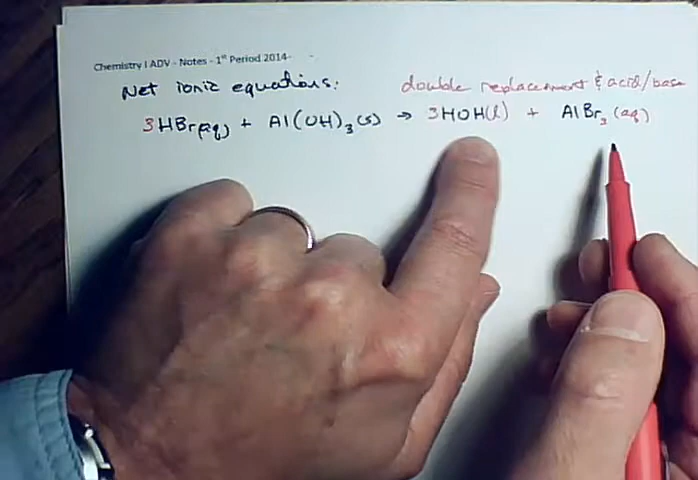 Chemistry I ADV - Notes - 1st Period 2014-
Net ionic equations: double replacement & acid/base
3HBr(aq) + Al(OH)3(s) → 3HOH(l) + AlBr3(aq)